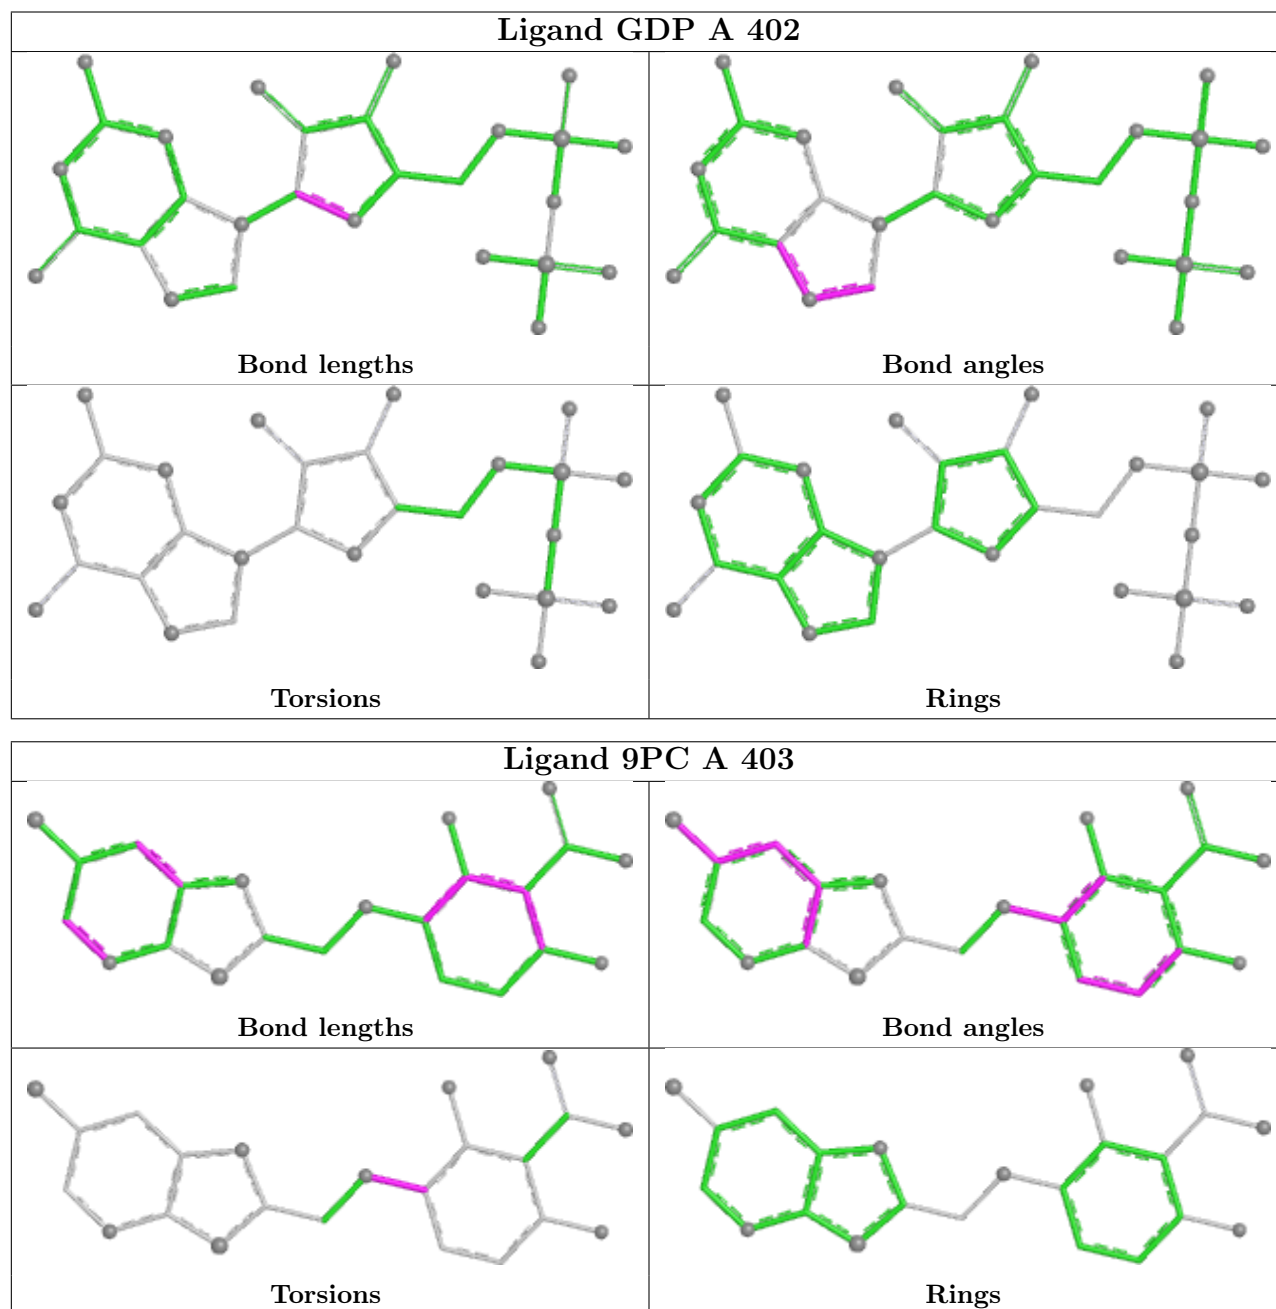 Ligand GDP A 402
Bond lengths
Bond angles
Torsions
Rings
Ligand 9PC A 403
Bond lengths
Bond angles
Torsions
Rings